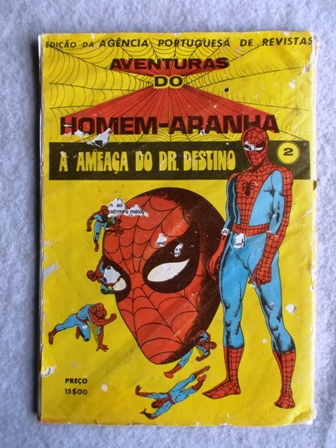 EDIÇÃO DA AGÊNCIA PORTUGUESA DE REVISTAS
AVENTURAS
DO
HOMEM-ARANHA
A AMEAÇA DO DR. DESTINO
2
PREÇO
15$00